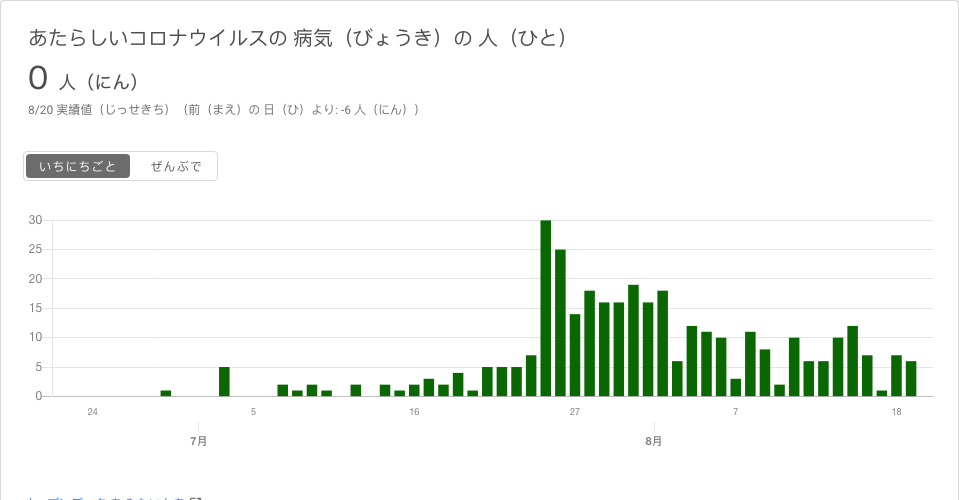 あたらしいコロナウイルスの 病気（びょうき）の 人（ひと）
0 人（にん）
8/20 実績値（じっせきち）（前（まえ）の 日（ひ）より: -6 人（にん））
いちにちごと ぜんぶで
30
25
20
15
10
5
0
24 5 16 27 7 18
7月 8月